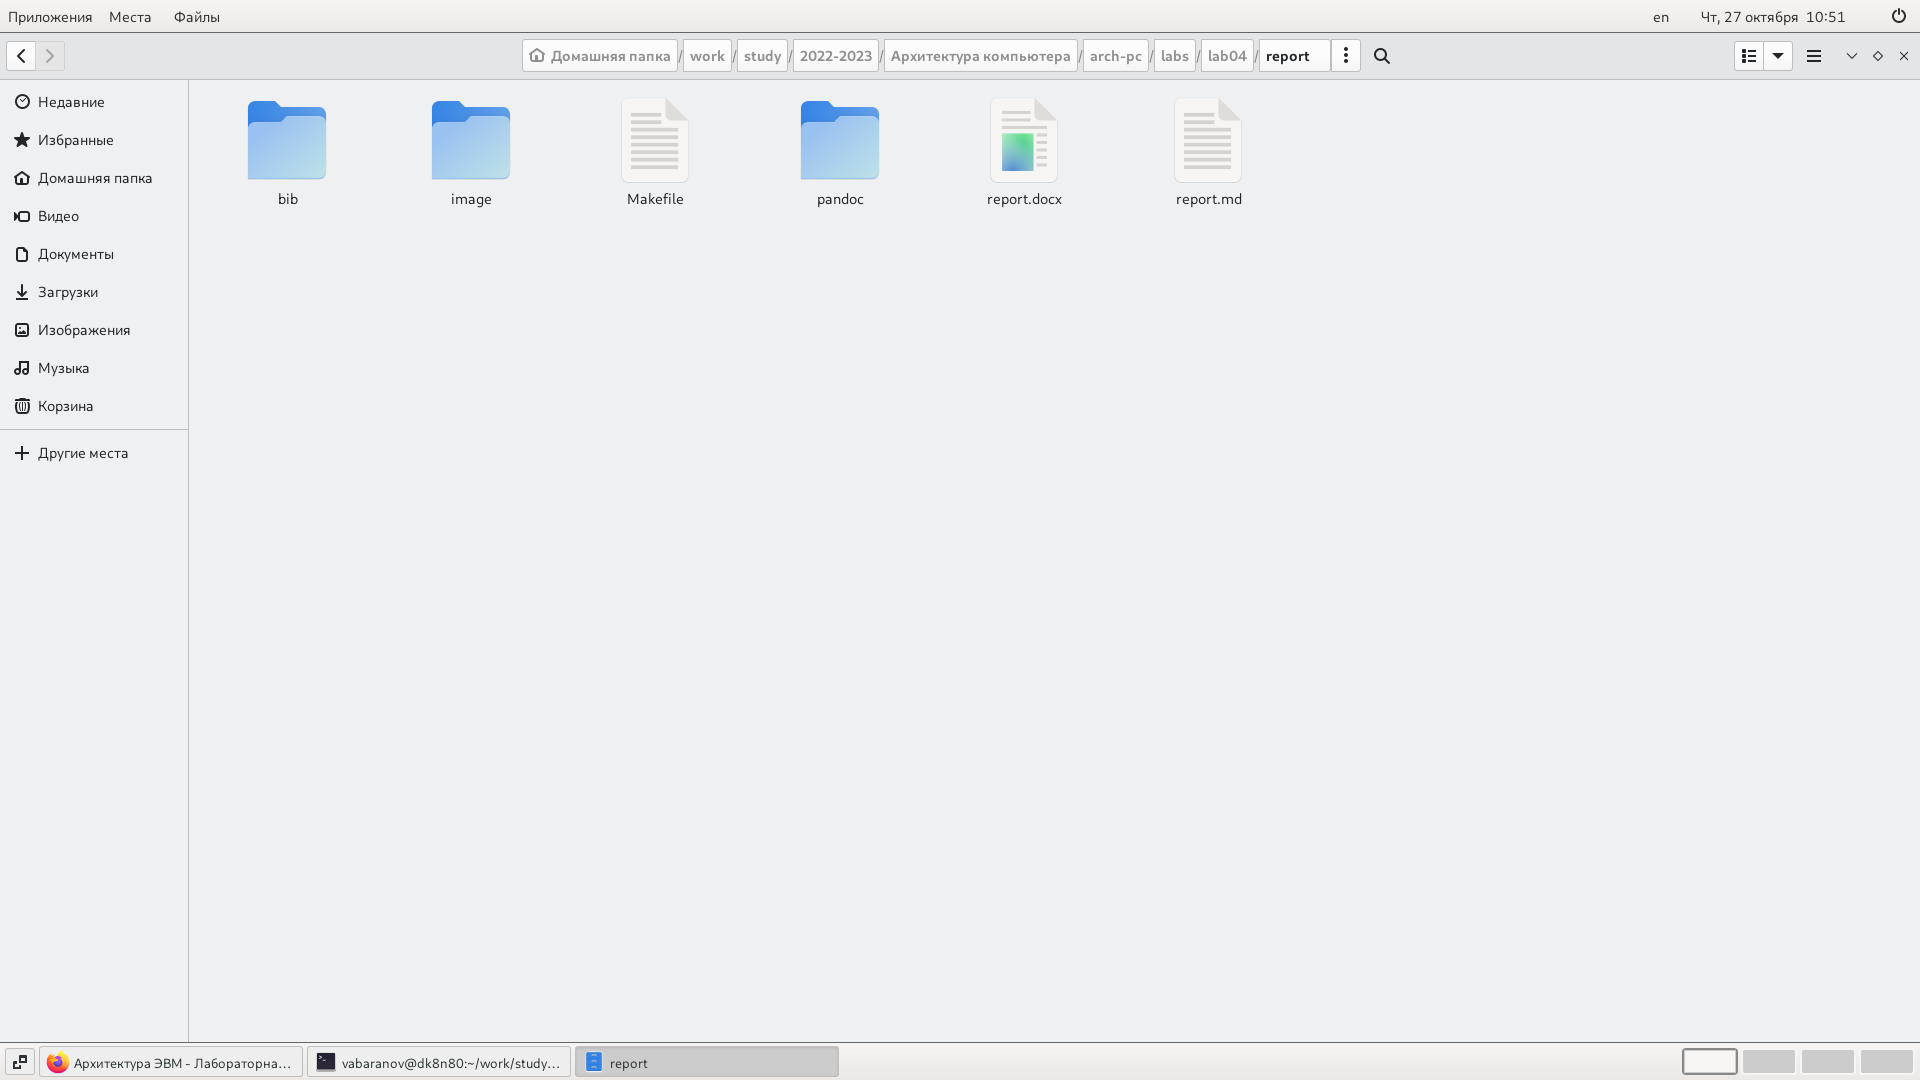 Приложения Места Файлы en Чт, 27 октября 10:51
Домашняя папка / work / study / 2022-2023 / Архитектура компьютера / arch-pc / labs / lab04 / report
Недавние
Избранные
Домашняя папка
Видео
Документы
Загрузки
Изображения
Музыка
Корзина
Другие места
bib image Makefile pandoc report.docx report.md
Архитектура ЭВМ - Лабораторна… vabaranov@dk8n80:~/work/study… report